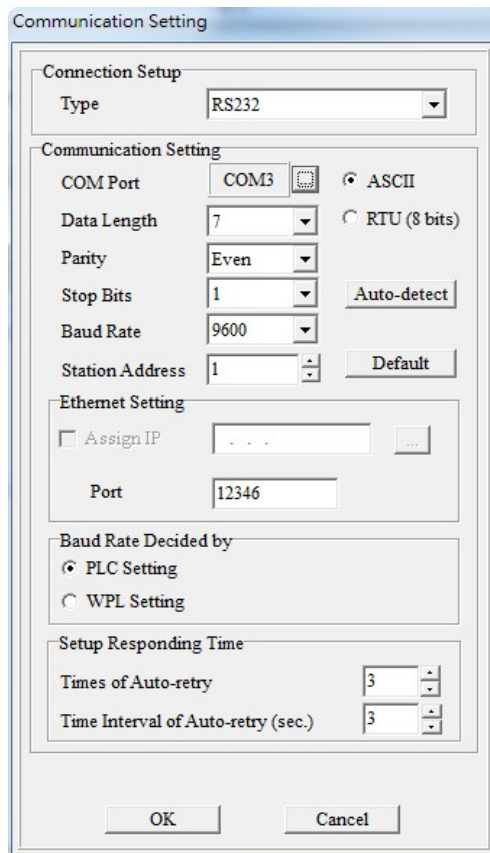 Communication Setting
Connection Setup
Type RS232
Communication Setting
COM Port COM3 ASCII
Data Length 7 RTU (8 bits)
Parity Even
Stop Bits 1 Auto-detect
Baud Rate 9600
Station Address 1 Default
Ethernet Setting
Assign IP . . . ...
Port 12346
Baud Rate Decided by
PLC Setting
WPL Setting
Setup Responding Time
Times of Auto-retry 3
Time Interval of Auto-retry (sec.) 3
OK Cancel